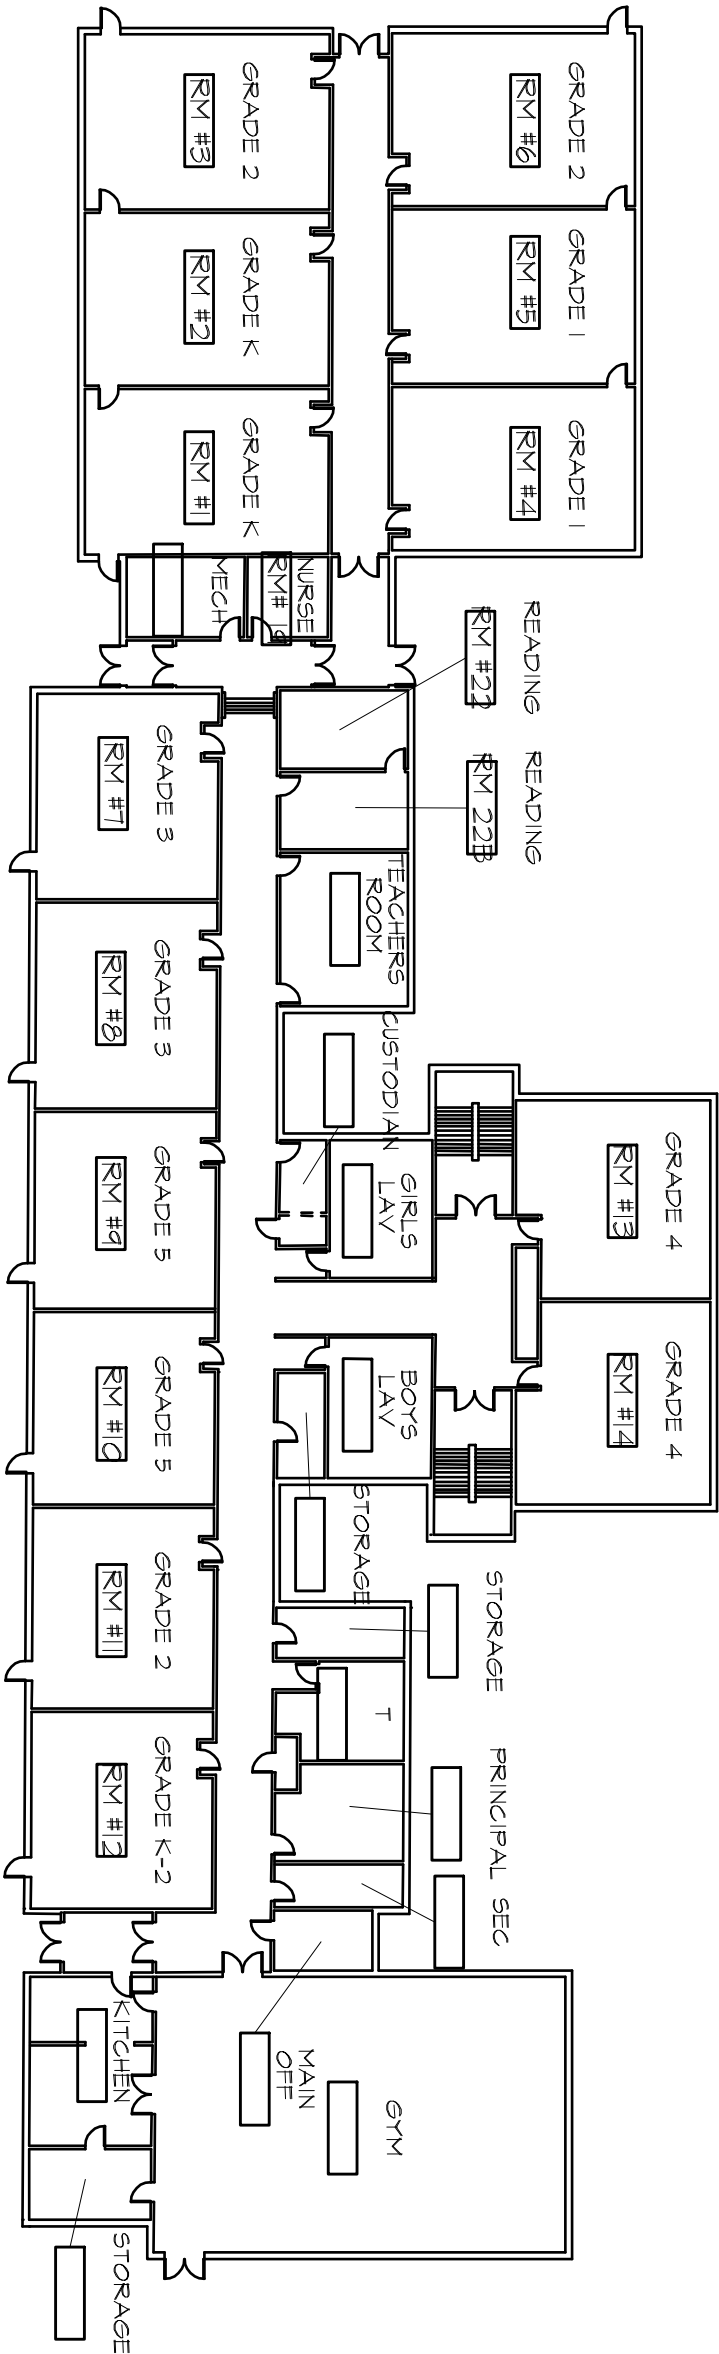 GRADE 2
RM #3
GRADE 2
RM #6
GRADE K
RM #2
GRADE 1
RM #5
GRADE K
RM #1
GRADE 1
RM #4
MECH
NURSE
RM# 19
READING
RM #22
READING
RM 22B
GRADE 3
RM #7
TEACHERS
ROOM
GRADE 3
RM #8
CUSTODIAN
GRADE 5
RM #9
GIRLS
LAV
GRADE 4
RM #13
GRADE 5
RM #10
BOYS
LAV
GRADE 4
RM #14
STORAGE
GRADE 2
RM #11
STORAGE
T
GRADE K-2
RM #12
PRINCIPAL
SEC
KITCHEN
MAIN
OFF
GYM
STORAGE